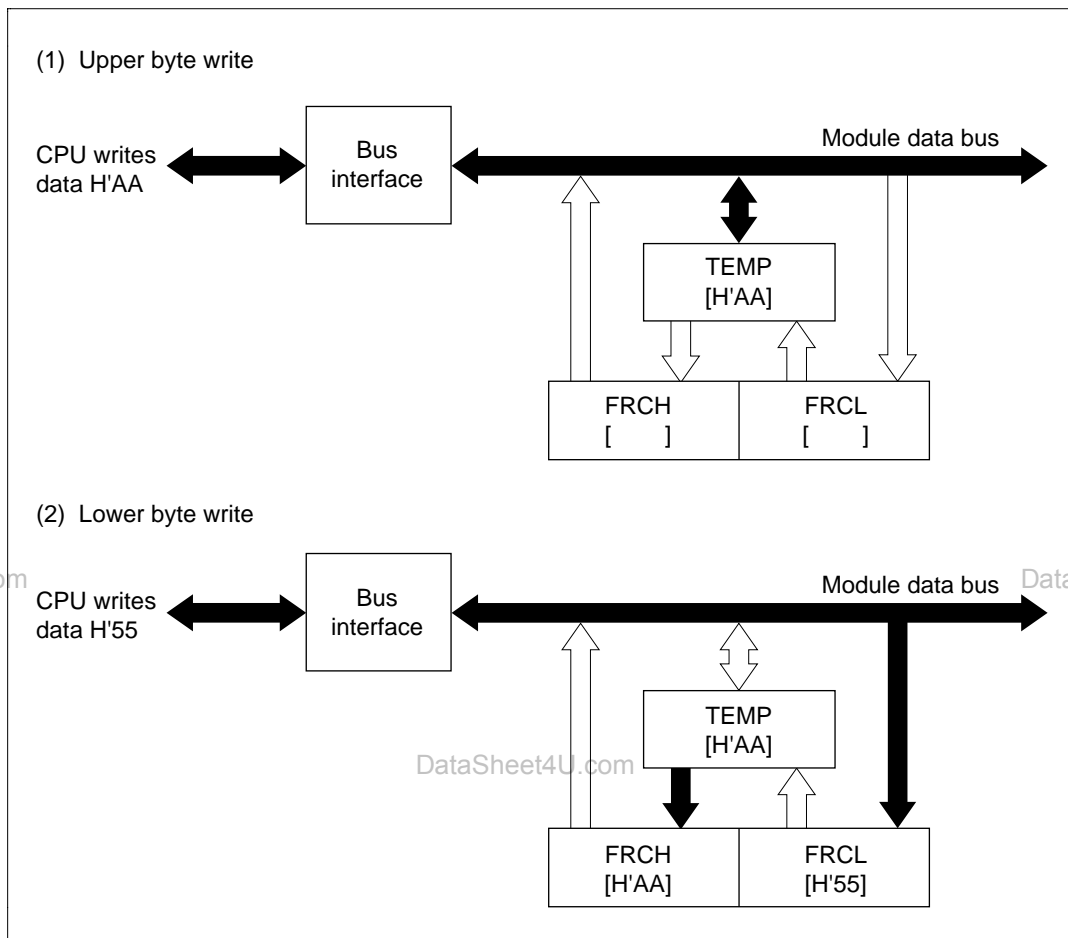 (1) Upper byte write
CPU writes
data H'AA
Bus
interface
Module data bus
TEMP
[H'AA]
FRCH
[ ]
FRCL
[ ]
(2) Lower byte write
om
CPU writes
data H'55
Bus
interface
Module data bus
Data
TEMP
[H'AA]
DataSheet4U.com
FRCH
[H'AA]
FRCL
[H'55]